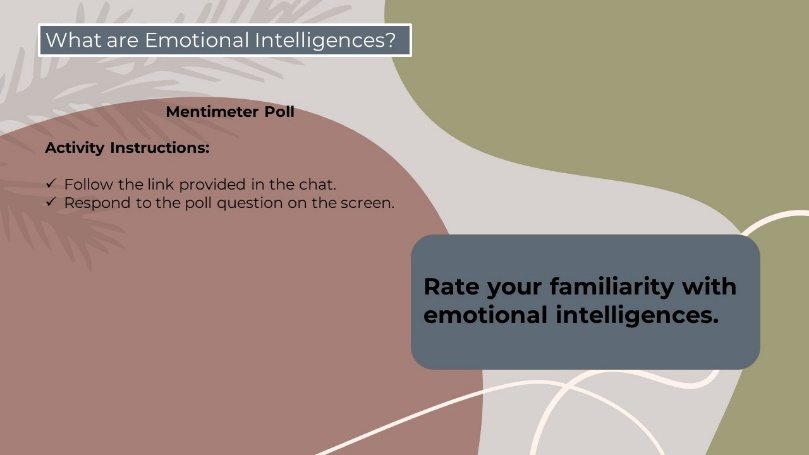 What are Emotional Intelligences?
Mentimeter Poll
Activity Instructions:
✓ Follow the link provided in the chat.
✓ Respond to the poll question on the screen.
Rate your familiarity with
emotional intelligences.